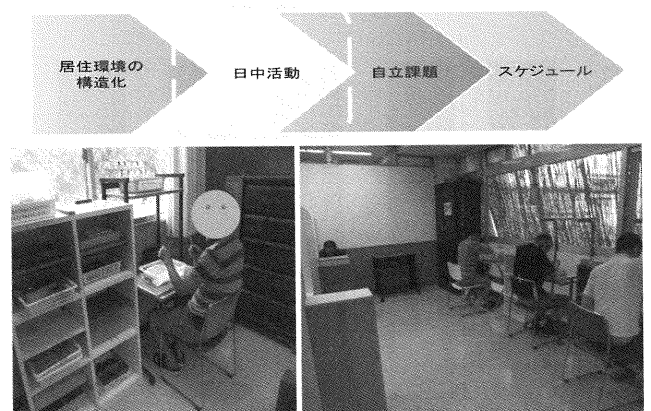 居住環境の
構造化
日中活動
自立課題
スケジュール